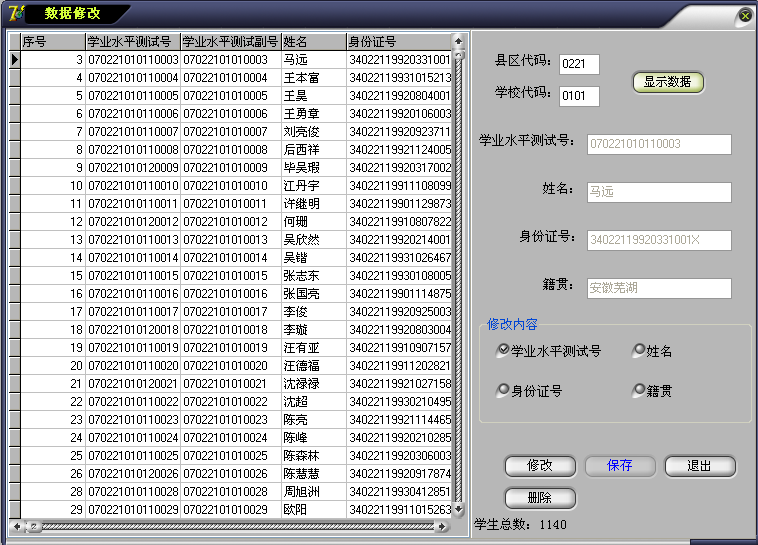 数据修改
序号 学业水平测试号 学业水平测试副号 姓名 身份证号
3 070221010110003 07022101010003 马远 34022119920331001
4 070221010110004 07022101010004 王本富 34022119931015213
5 070221010110005 07022101010005 王昊 34022119920804001
6 070221010110006 07022101010006 王勇章 34022119920106003
7 070221010110007 07022101010007 刘亮俊 34022119920923711
8 070221010110008 07022101010008 后西祥 34022119921124005
9 070221010120009 07022101010009 毕吴瑕 34022119920317002
10 070221010110010 07022101010010 江丹宇 34022119911108099
11 070221010110011 07022101010011 许继明 34022119901129873
12 070221010120012 07022101010012 何珊 34022119910807822
13 070221010110013 07022101010013 吴欣然 34022119920214001
14 070221010110014 07022101010014 吴锴 34022119931026467
15 070221010110015 07022101010015 张志东 34022119930108005
16 070221010110016 07022101010016 张国亮 34022119901114875
17 070221010110017 07022101010017 李俊 34022119920925003
18 070221010120018 07022101010018 李璇 34022119920803004
19 070221010110019 07022101010019 汪有亚 34022119910907157
20 070221010110020 07022101010020 汪德福 34022119911202821
21 070221010120021 07022101010021 沈禄禄 34022119921027158
22 070221010110022 07022101010022 沈超 34022119930210495
23 070221010110023 07022101010023 陈亮 34022119921114465
24 070221010110024 07022101010024 陈峰 34022119920210285
25 070221010110025 07022101010025 陈森林 34022119920306003
26 070221010120026 07022101010026 陈慧慧 34022119920917874
28 070221010110028 07022101010028 周旭洲 34022119930412851
29 070221010110029 07022101010029 欧阳 34022119911015263
县区代码： 0221
学校代码： 0101
显示数据
学业水平测试号： 070221010110003
姓名： 马远
身份证号： 34022119920331001X
籍贯： 安徽芜湖
修改内容
学业水平测试号 姓名
身份证号 籍贯
修改 保存 退出
删除
学生总数： 1140